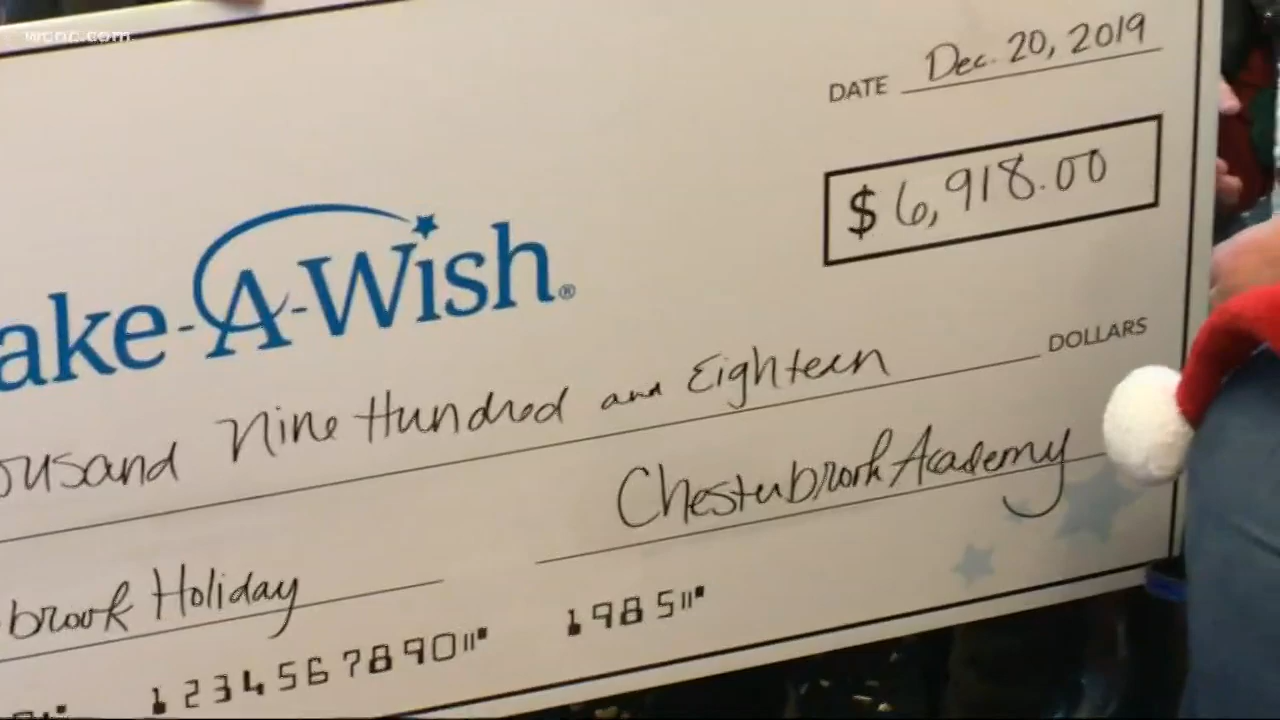 wcnc.com
DATE Dec. 20, 2019
$ 6,918.00
ake-A-Wish®
ousand Nine Hundred and Eighteen DOLLARS
Chesterbrook Academy
brook Holiday
1234567890⑈ 1985⑈